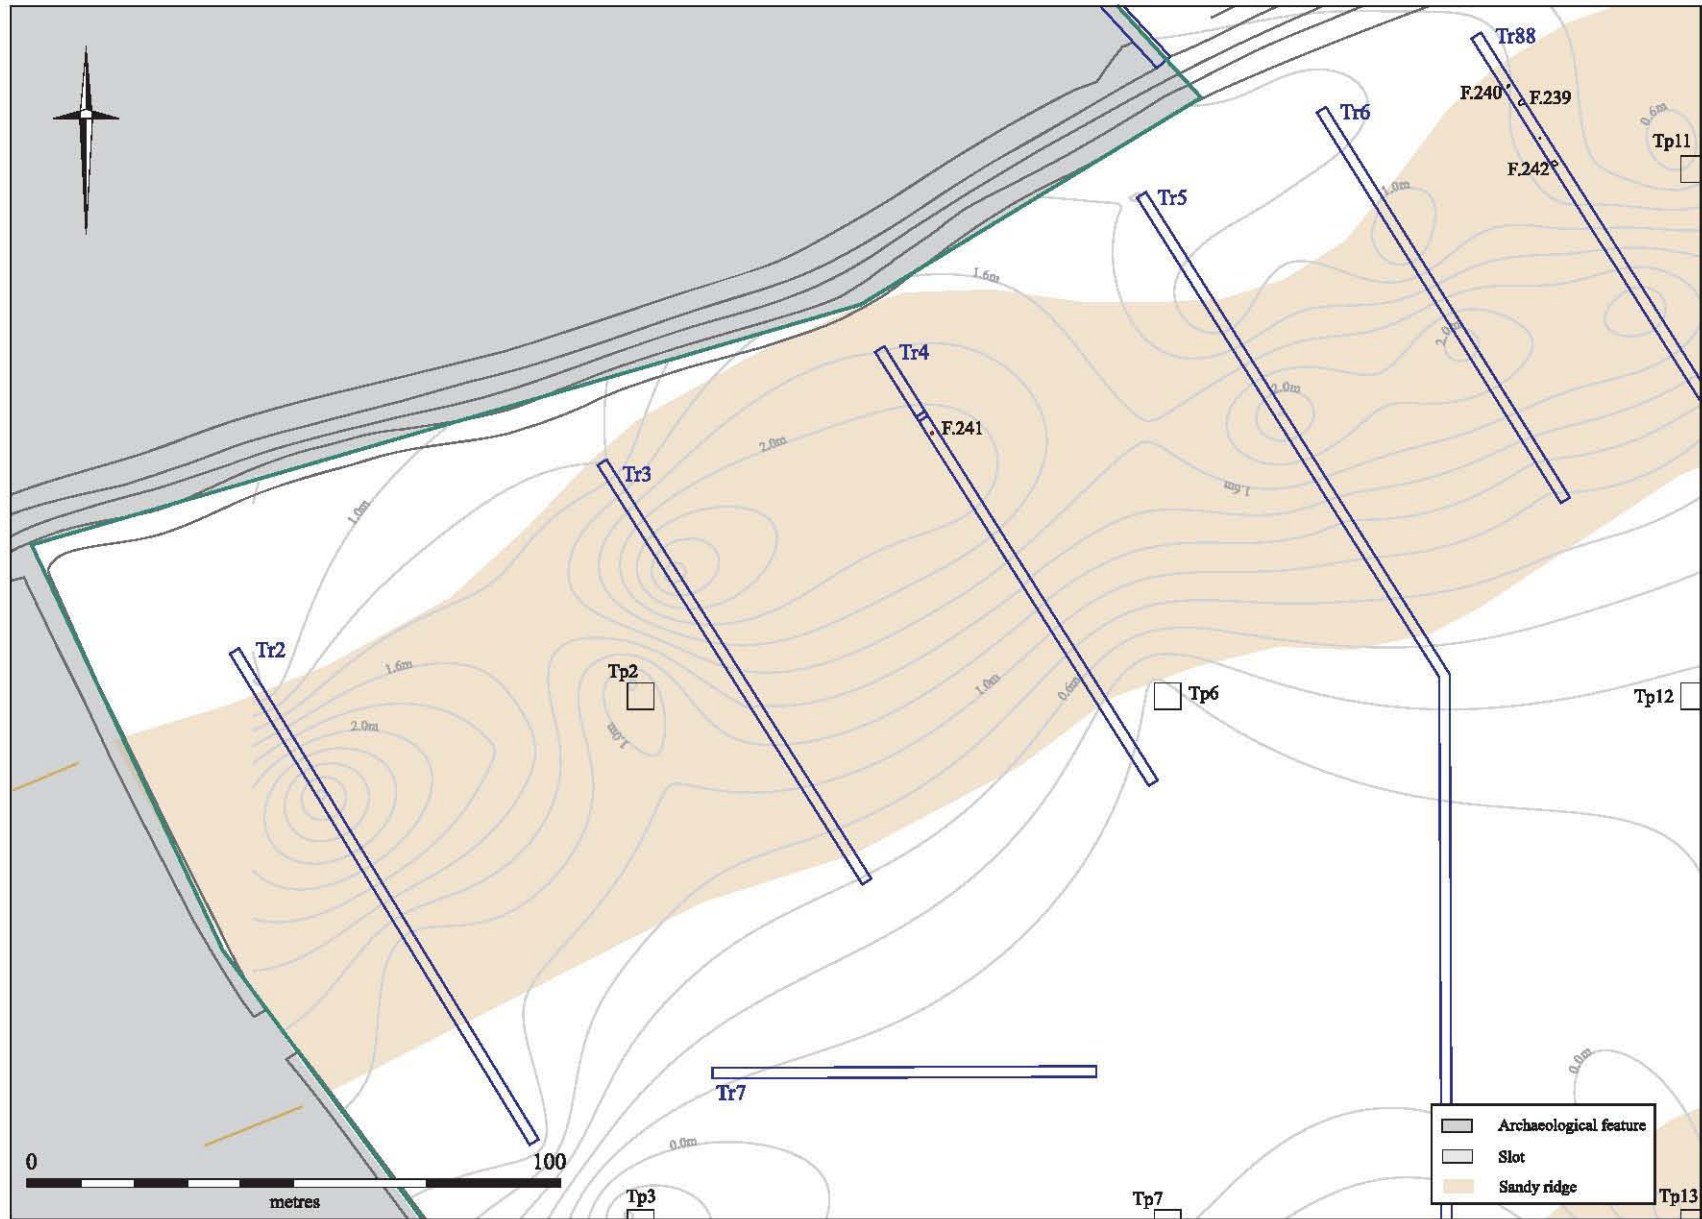 Tr88
F.240
F.239
0.6m
Tr6
Tp11
F.242
1.0m
Tr5
1.6m
2.0m
Tr4
2.0m
F.241
2.0m
Tr3
1.6m
1.0m
Tr2
1.6m
Tp2
1.0m
0.6m
Tp6
Tp12
2.0m
1.0m
0.0m
Tr7
0.0m
0
100
metres
Archaeological feature
Slot
Sandy ridge
Tp3
Tp7
Tp13